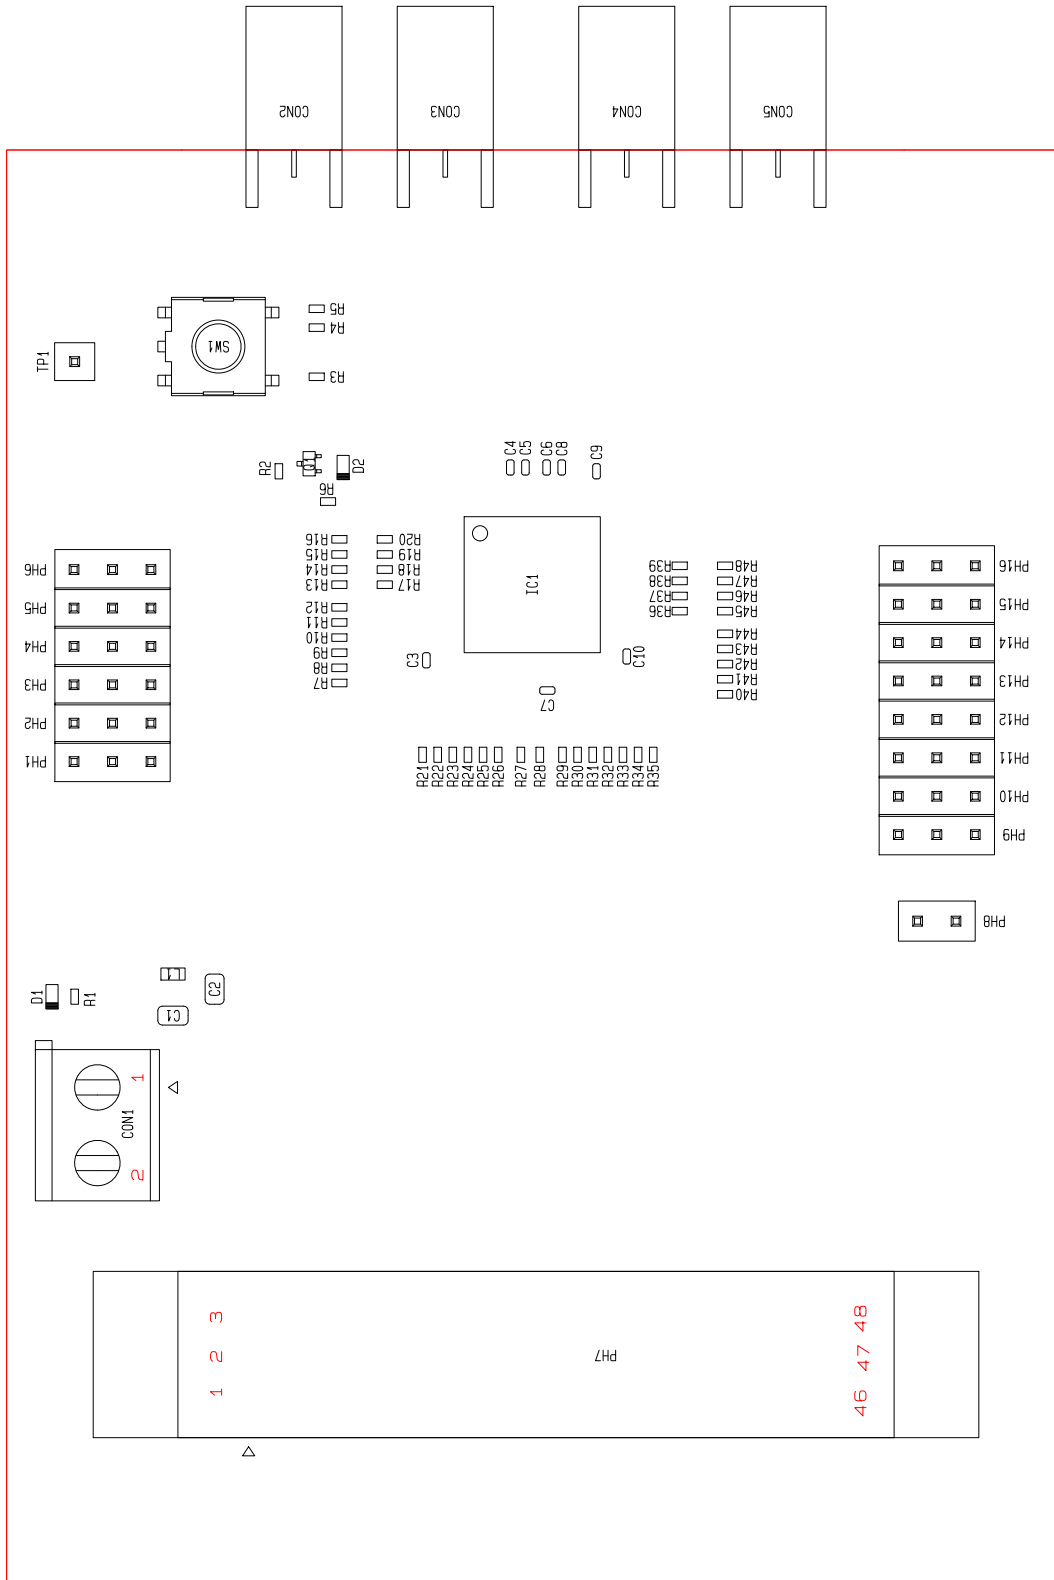 CON2 CON3 CON4 CON5
R5
R4
TP1 SW1
R3
C4 C5 C6 C8 C9
R2 Q1 D2
R6
R16 R20
R15 R19
R14 R18
R13 R17
R12
R11
R10
R9
R8
R7
IC1
R39 R48
R38 R47
R37 R46
R36 R45
R44
R43
R42
R41
R40
C3 C10
C7
PH6 PH16
PH5 PH15
PH4 PH14
PH3 PH13
PH2 PH12
PH1 PH11
PH10
PH9
R21 R22 R23 R24 R25 R26 R27 R28 R29 R30 R31 R32 R33 R34 R35
PH8
L1
D1 R1 C2
C1
1
CON1
2
3 48
2 PH7 47
1 46